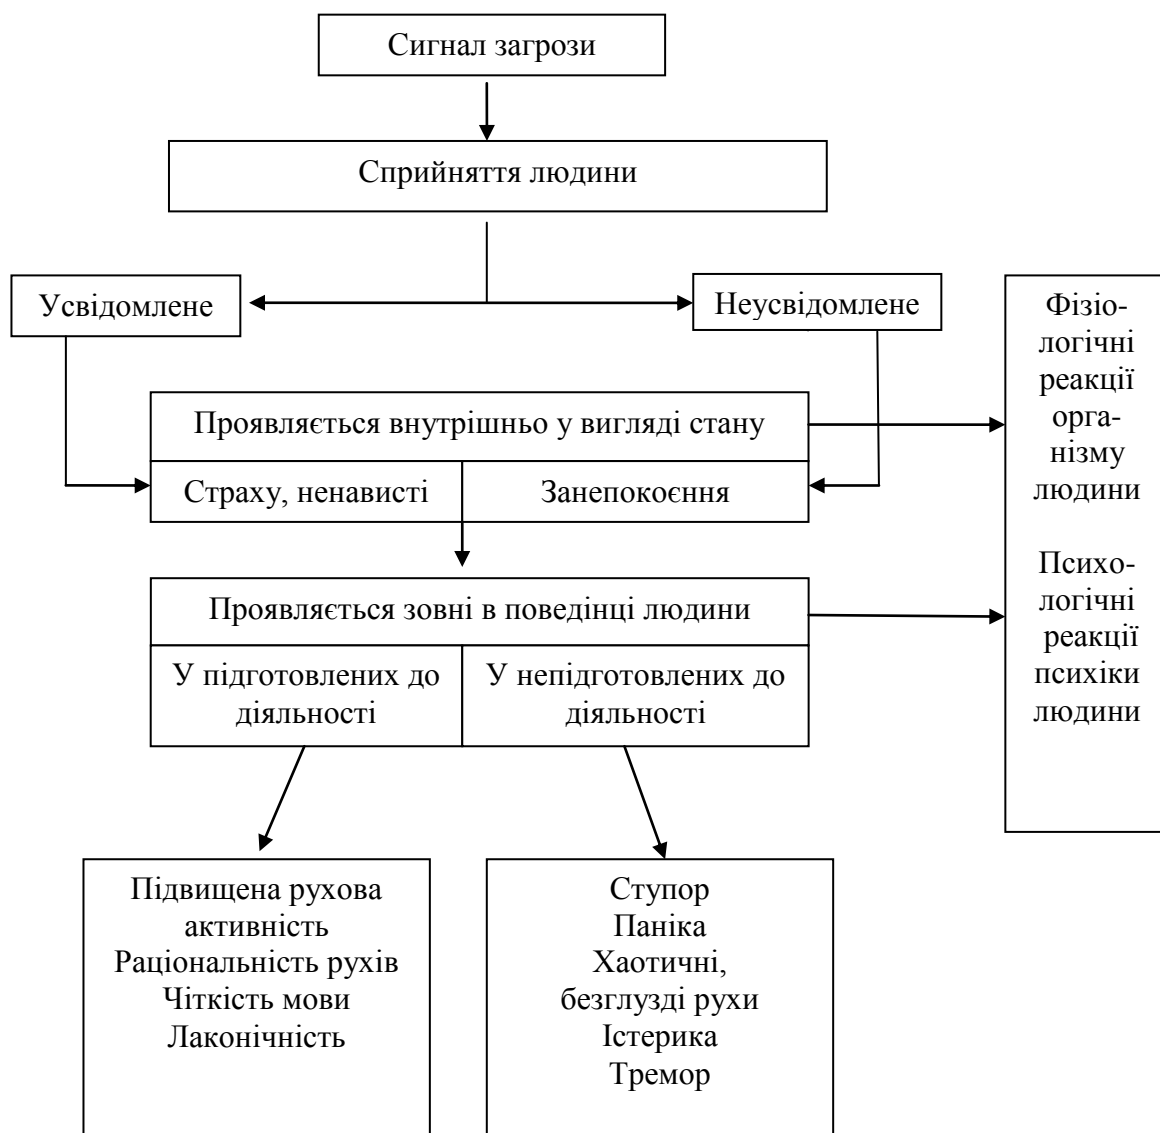 Сигнал загрози
Сприйняття людини
Усвідомлене
Неусвідомлене
Фізіо-
логічні
реакції
орга-
нізму
людини
Психо-
логічні
реакції
психіки
людини
Проявляється внутрішньо у вигляді стану
Страху, ненависті
Занепокоєння
Проявляється зовні в поведінці людини
У підготовлених до
діяльності
У непідготовлених до
діяльності
Підвищена рухова
активність
Раціональність рухів
Чіткість мови
Лаконічність
Ступор
Паніка
Хаотичні,
безглузді рухи
Істерика
Тремор